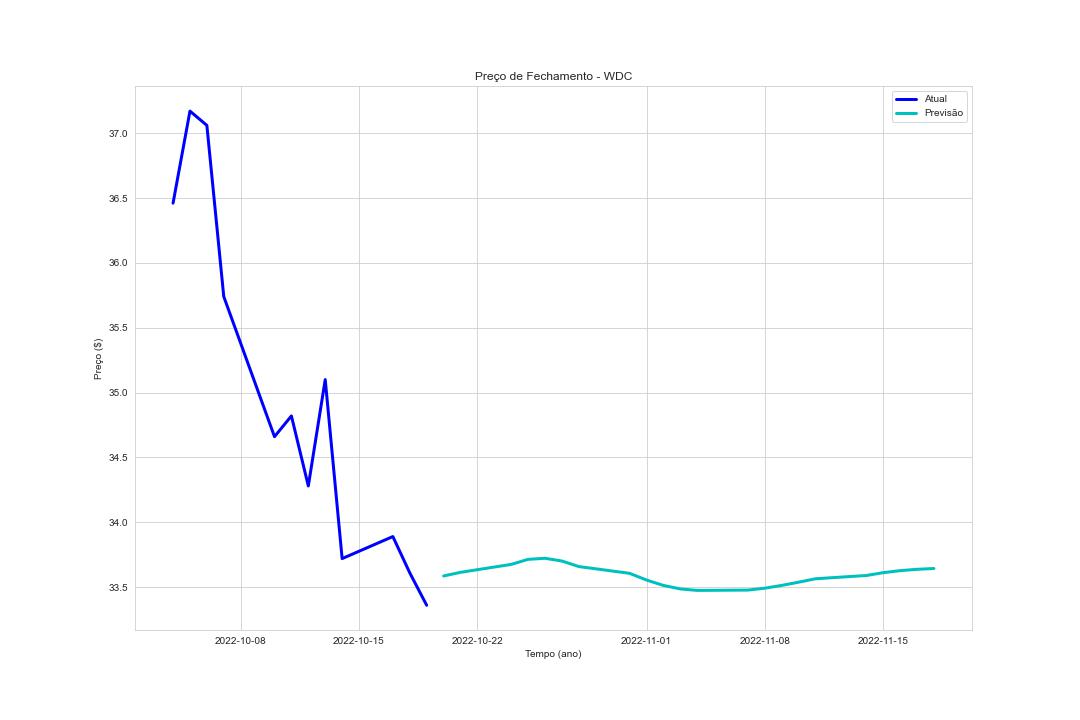 Preço de Fechamento - WDC
Atual
Previsão
37.0
36.5
36.0
35.5
35.0
34.5
34.0
33.5
Preço ($)
2022-10-08
2022-10-15
2022-10-22
2022-11-01
2022-11-08
2022-11-15
Tempo (ano)